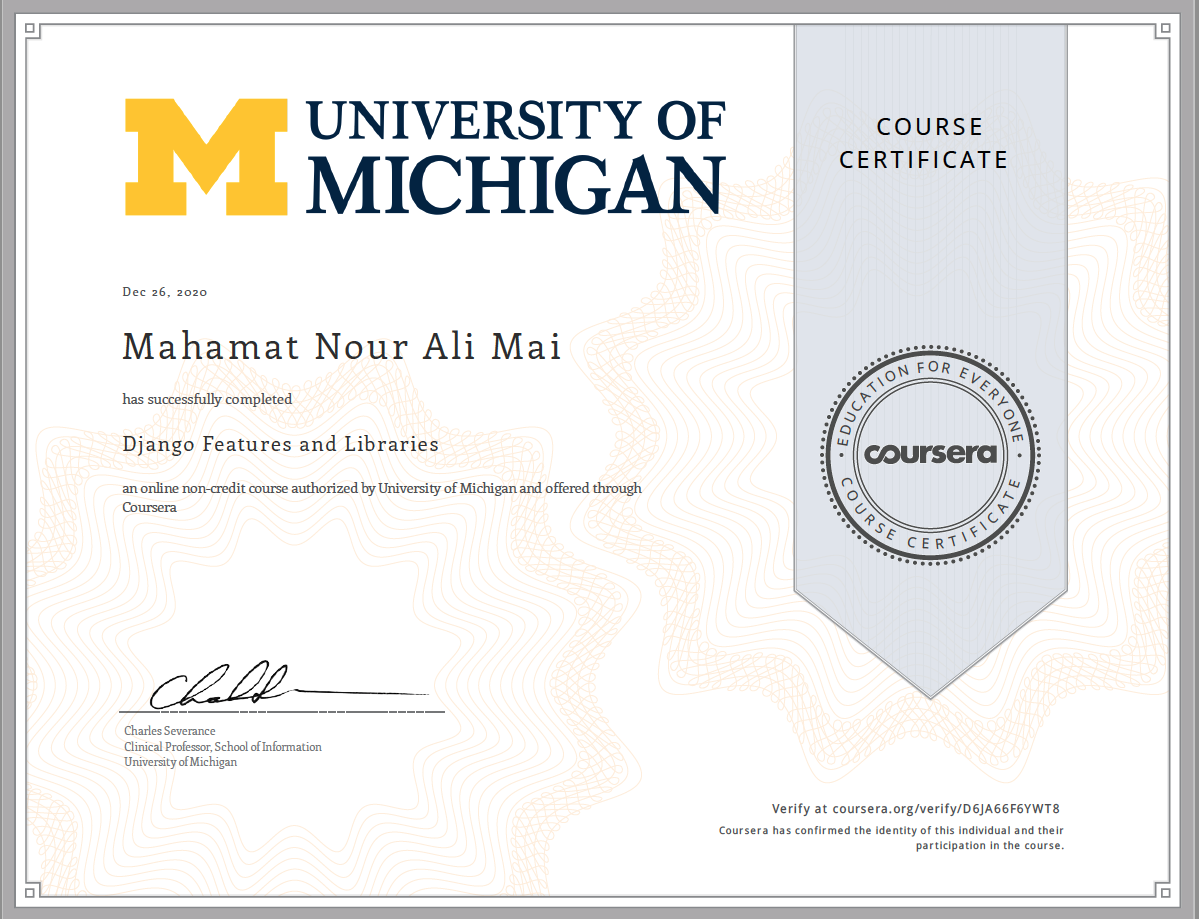 UNIVERSITY OF
MICHIGAN
COURSE
CERTIFICATE
Dec 26, 2020
Mahamat Nour Ali Mai
has successfully completed
Django Features and Libraries
an online non-credit course authorized by University of Michigan and offered through
Coursera
EDUCATION FOR EVERYONE
coursera
COURSE CERTIFICATE
Charles Severance
Clinical Professor, School of Information
University of Michigan
Verify at coursera.org/verify/D6JA66F6YWT8
Coursera has confirmed the identity of this individual and their
participation in the course.